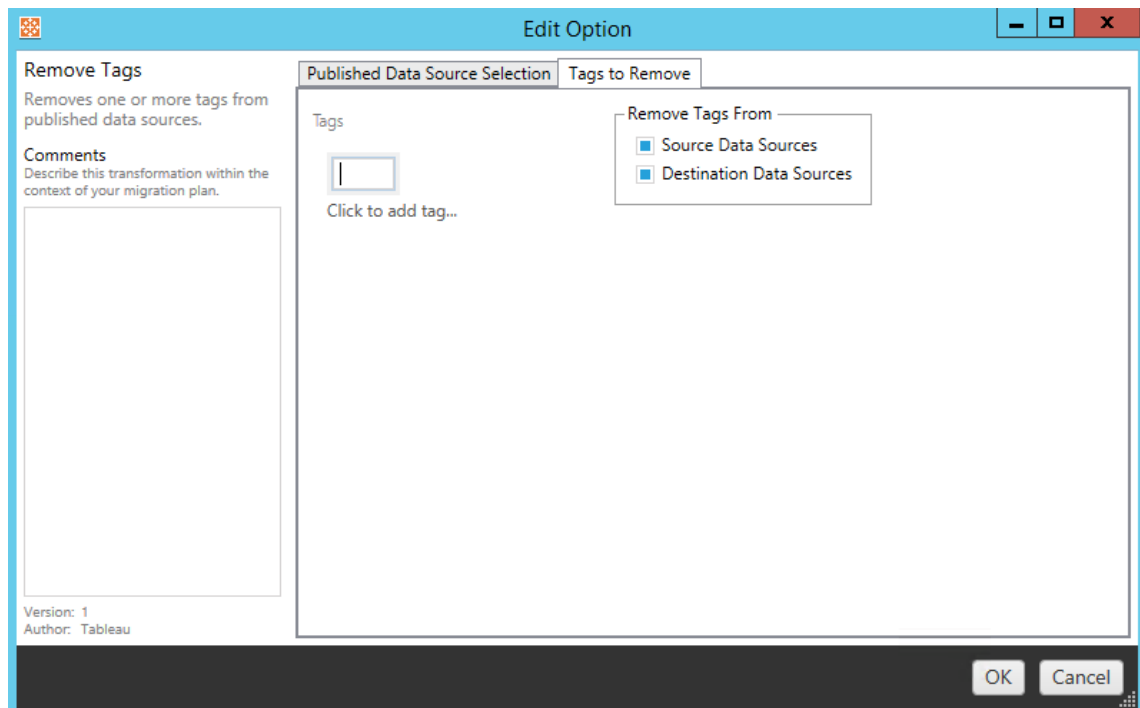 Edit Option
Remove Tags
Removes one or more tags from
published data sources.
Comments
Describe this transformation within the
context of your migration plan.
Version: 1
Author: Tableau
Published Data Source Selection
Tags to Remove
Tags
Click to add tag...
Remove Tags From
Source Data Sources
Destination Data Sources
OK
Cancel